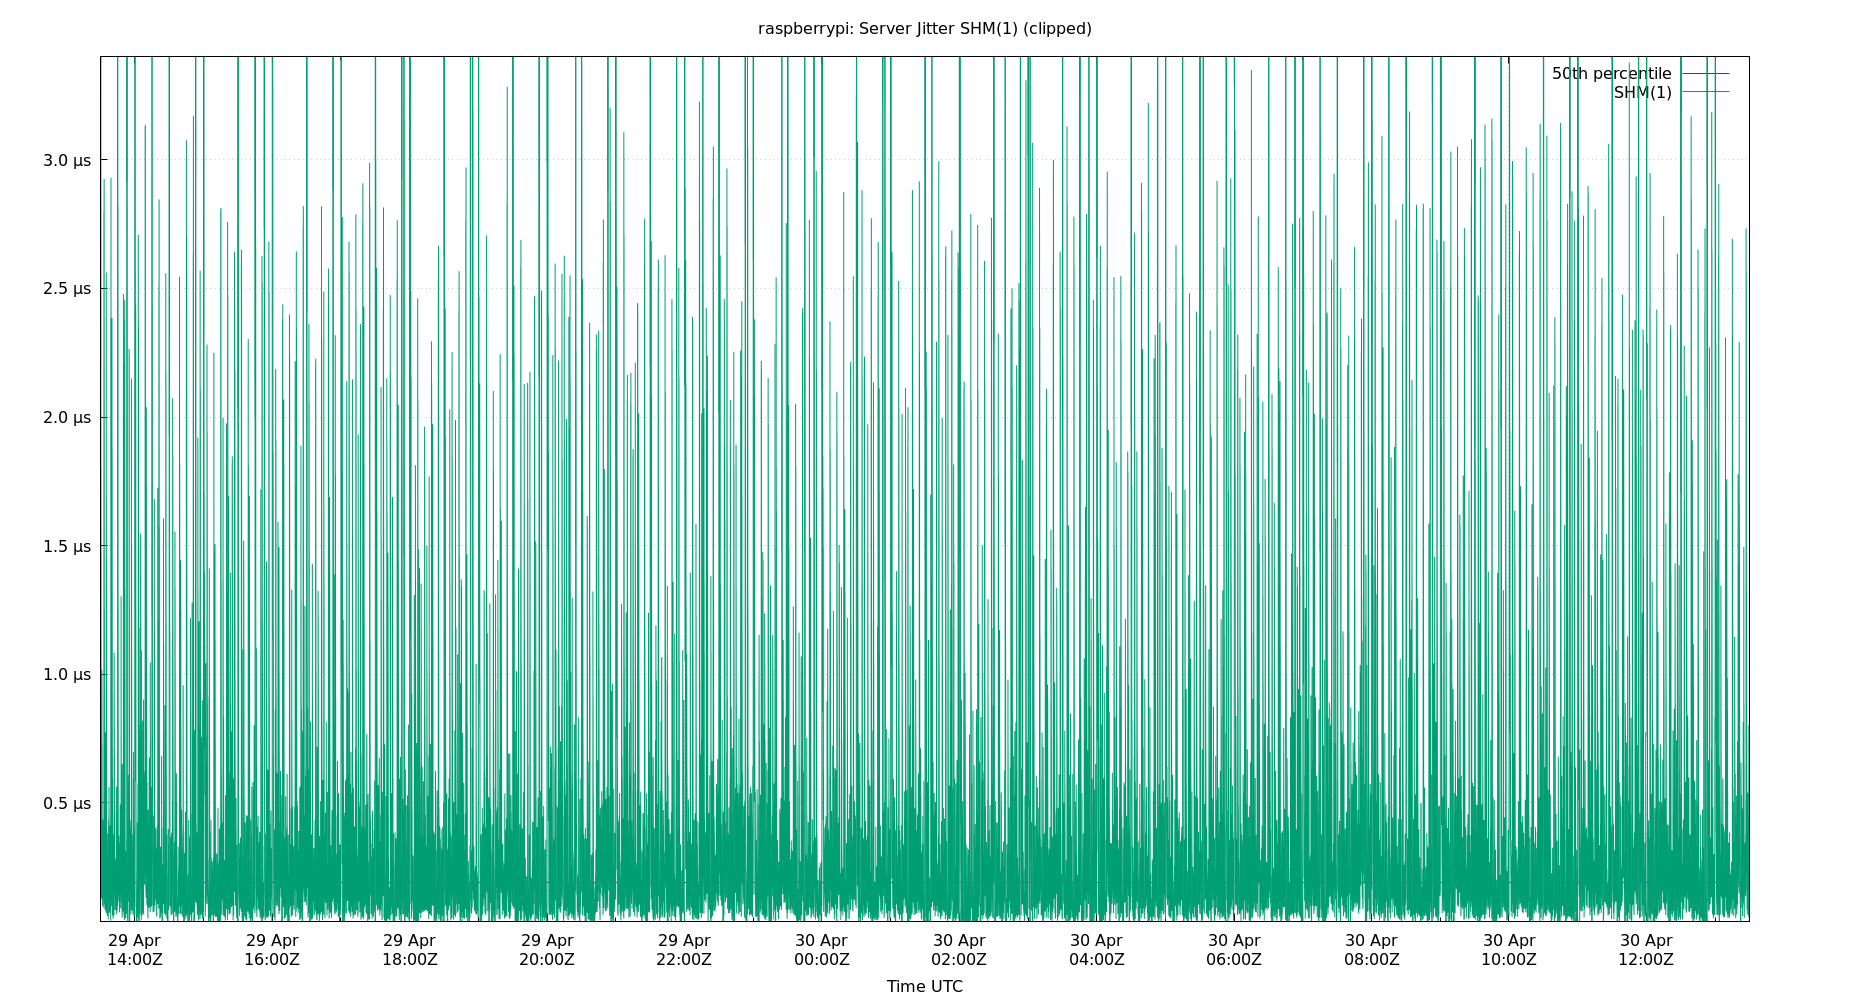 raspberrypi: Server Jitter SHM(1) (clipped)
50th percentile
SHM(1)
3.0 µs
2.5 µs
2.0 µs
1.5 µs
1.0 µs
0.5 µs
29 Apr 29 Apr 29 Apr 29 Apr 29 Apr 30 Apr 30 Apr 30 Apr 30 Apr 30 Apr 30 Apr 30 Apr
14:00Z 16:00Z 18:00Z 20:00Z 22:00Z 00:00Z 02:00Z 04:00Z 06:00Z 08:00Z 10:00Z 12:00Z
Time UTC